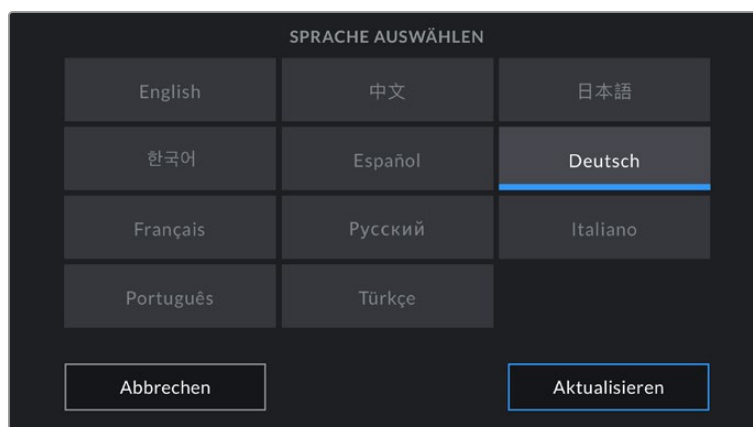 SPRACHE AUSWÄHLEN
English 中文 日本語
한국어 Español Deutsch
Français Русский Italiano
Português Türkçe
Abbrechen Aktualisieren